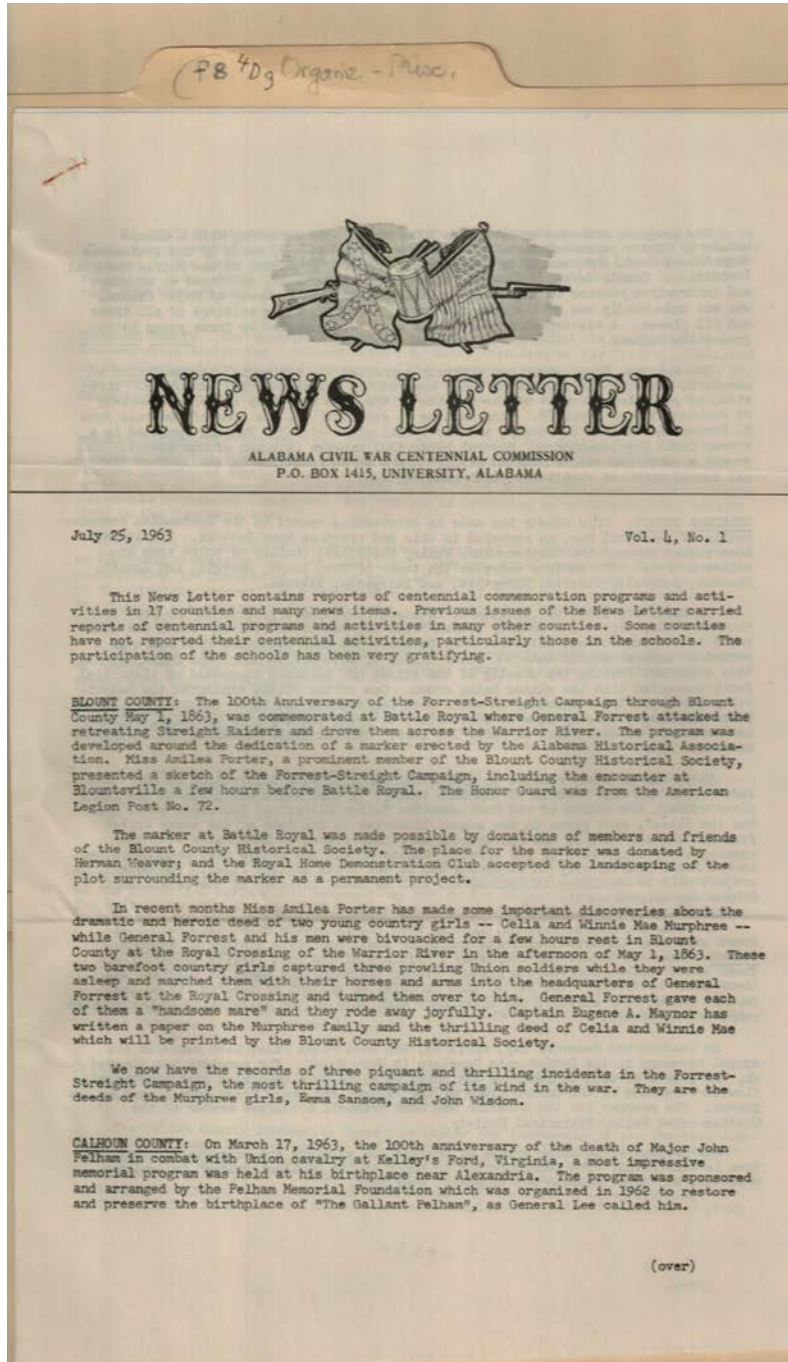 (P8 4Dg Organiz. - Misc.
NEWS LETTER
ALABAMA CIVIL WAR CENTENNIAL COMMISSION
P.O. BOX 1415, UNIVERSITY, ALABAMA
July 25, 1963 Vol. 4, No. 1
This News Letter contains reports of centennial commemoration programs and acti-
vities in 17 counties and many news items. Previous issues of the News Letter carried
reports of centennial programs and activities in many other counties. Some counties
have not reported their centennial activities, particularly those in the schools. The
participation of the schools has been very gratifying.
BLOUNT COUNTY: The 100th Anniversary of the Forrest-Streight Campaign through Blount
County May 1, 1863, was commemorated at Battle Royal where General Forrest attacked the
retreating Streight Raiders and drove them across the Warrior River. The program was
developed around the dedication of a marker erected by the Alabama Historical Associa-
tion. Miss Amilea Porter, a prominent member of the Blount County Historical Society,
presented a sketch of the Forrest-Streight Campaign, including the encounter at
Blountsville a few hours before Battle Royal. The Honor Guard was from the American
Legion Post No. 72.
The marker at Battle Royal was made possible by donations of members and friends
of the Blount County Historical Society. The place for the marker was donated by
Herman Weaver; and the Royal Home Demonstration Club accepted the landscaping of the
plot surrounding the marker as a permanent project.
In recent months Miss Amilea Porter has made some important discoveries about the
dramatic and heroic deed of two young country girls -- Celia and Winnie Mae Murphree --
while General Forrest and his men were bivouacked for a few hours rest in Blount
County at the Royal Crossing of the Warrior River in the afternoon of May 1, 1863. These
two barefoot country girls captured three prowling Union soldiers while they were
asleep and marched them with their horses and arms into the headquarters of General
Forrest at the Royal Crossing and turned them over to him. General Forrest gave each
of them a "handsome mare" and they rode away joyfully. Captain Eugene A. Maynor has
written a paper on the Murphree family and the thrilling deed of Celia and Winnie Mae
which will be printed by the Blount County Historical Society.
We now have the records of three piquant and thrilling incidents in the Forrest-
Streight Campaign, the most thrilling campaign of its kind in the war. They are the
deeds of the Murphree girls, Emma Sansom, and John Wisdom.
CALHOUN COUNTY: On March 17, 1963, the 100th anniversary of the death of Major John
Pelham in combat with Union cavalry at Kelley's Ford, Virginia, a most impressive
memorial program was held at his birthplace near Alexandria. The program was sponsored
and arranged by the Pelham Memorial Foundation which was organized in 1962 to restore
and preserve the birthplace of "The Gallant Pelham", as General Lee called him.
(over)